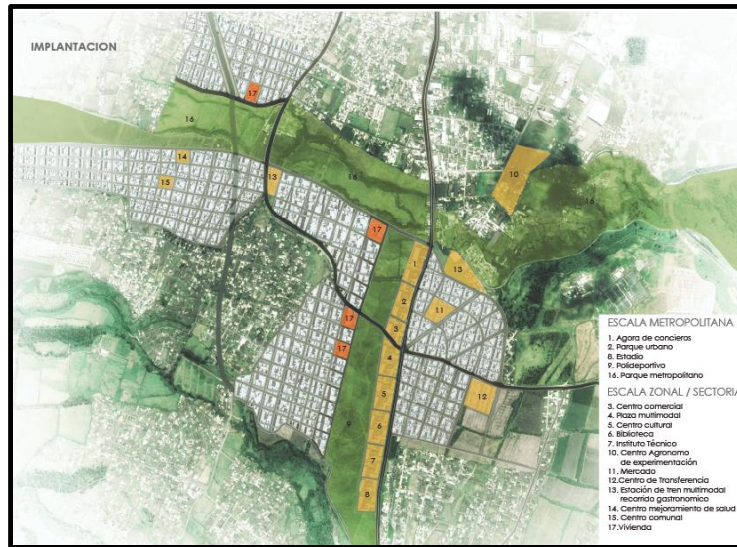 IMPLANTACION
17
16
14
15
13
16
10
16
17
1
13
2
11
17
3
4
17
5
12
6
9
7
8
ESCALA METROPOLITANA
1. Agora de concieros
2. Parque urbano
8. Estadio
9. Polideportivo
16. Parque metropolitano
ESCALA ZONAL / SECTORIA
3. Centro comercial
4. Plaza multimodal
5. Centro cultural
6. Biblioteca
7. Instituto Técnico
10. Centro Agronomo
de experimentación
11. Mercado
12.Centro de Transferencia
13. Estación de tren multimodal
recorrido gastronomico
14. Centro mejoramiento de salud
15. Centro comunal
17.Vivienda